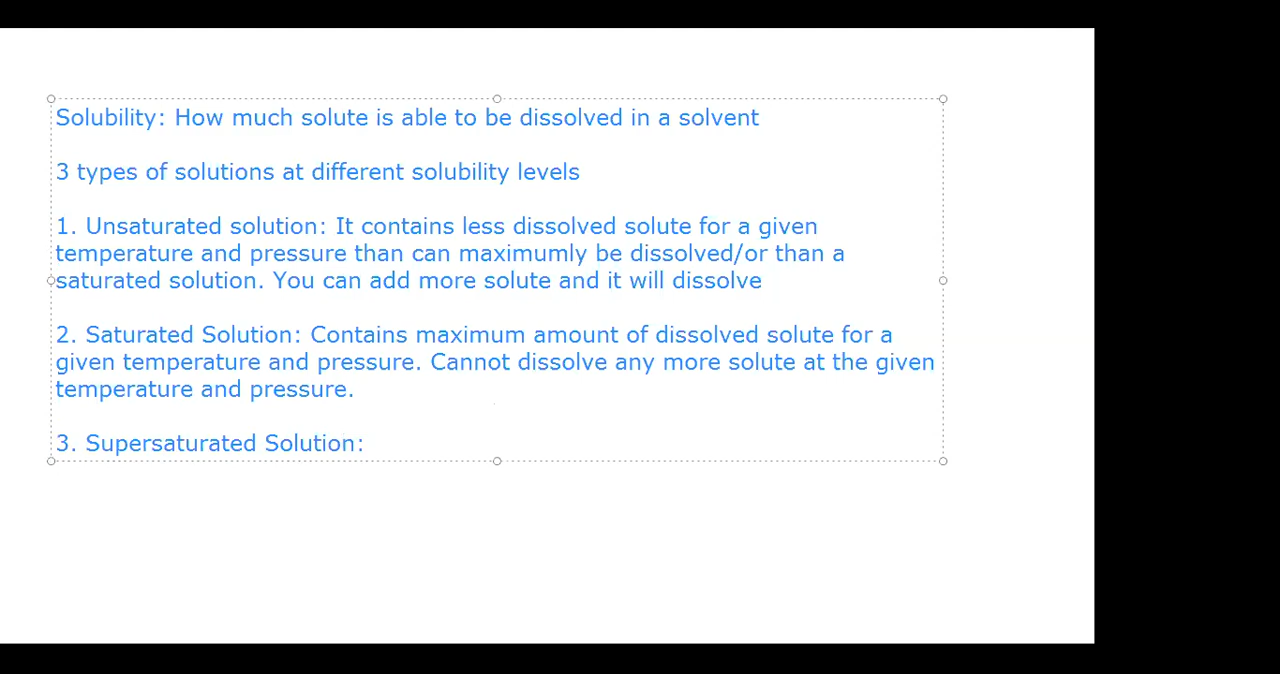 Solubility: How much solute is able to be dissolved in a solvent
3 types of solutions at different solubility levels
1. Unsaturated solution: It contains less dissolved solute for a given
temperature and pressure than can maximumly be dissolved/or than a
saturated solution. You can add more solute and it will dissolve
2. Saturated Solution: Contains maximum amount of dissolved solute for a
given temperature and pressure. Cannot dissolve any more solute at the given
temperature and pressure.
3. Supersaturated Solution: